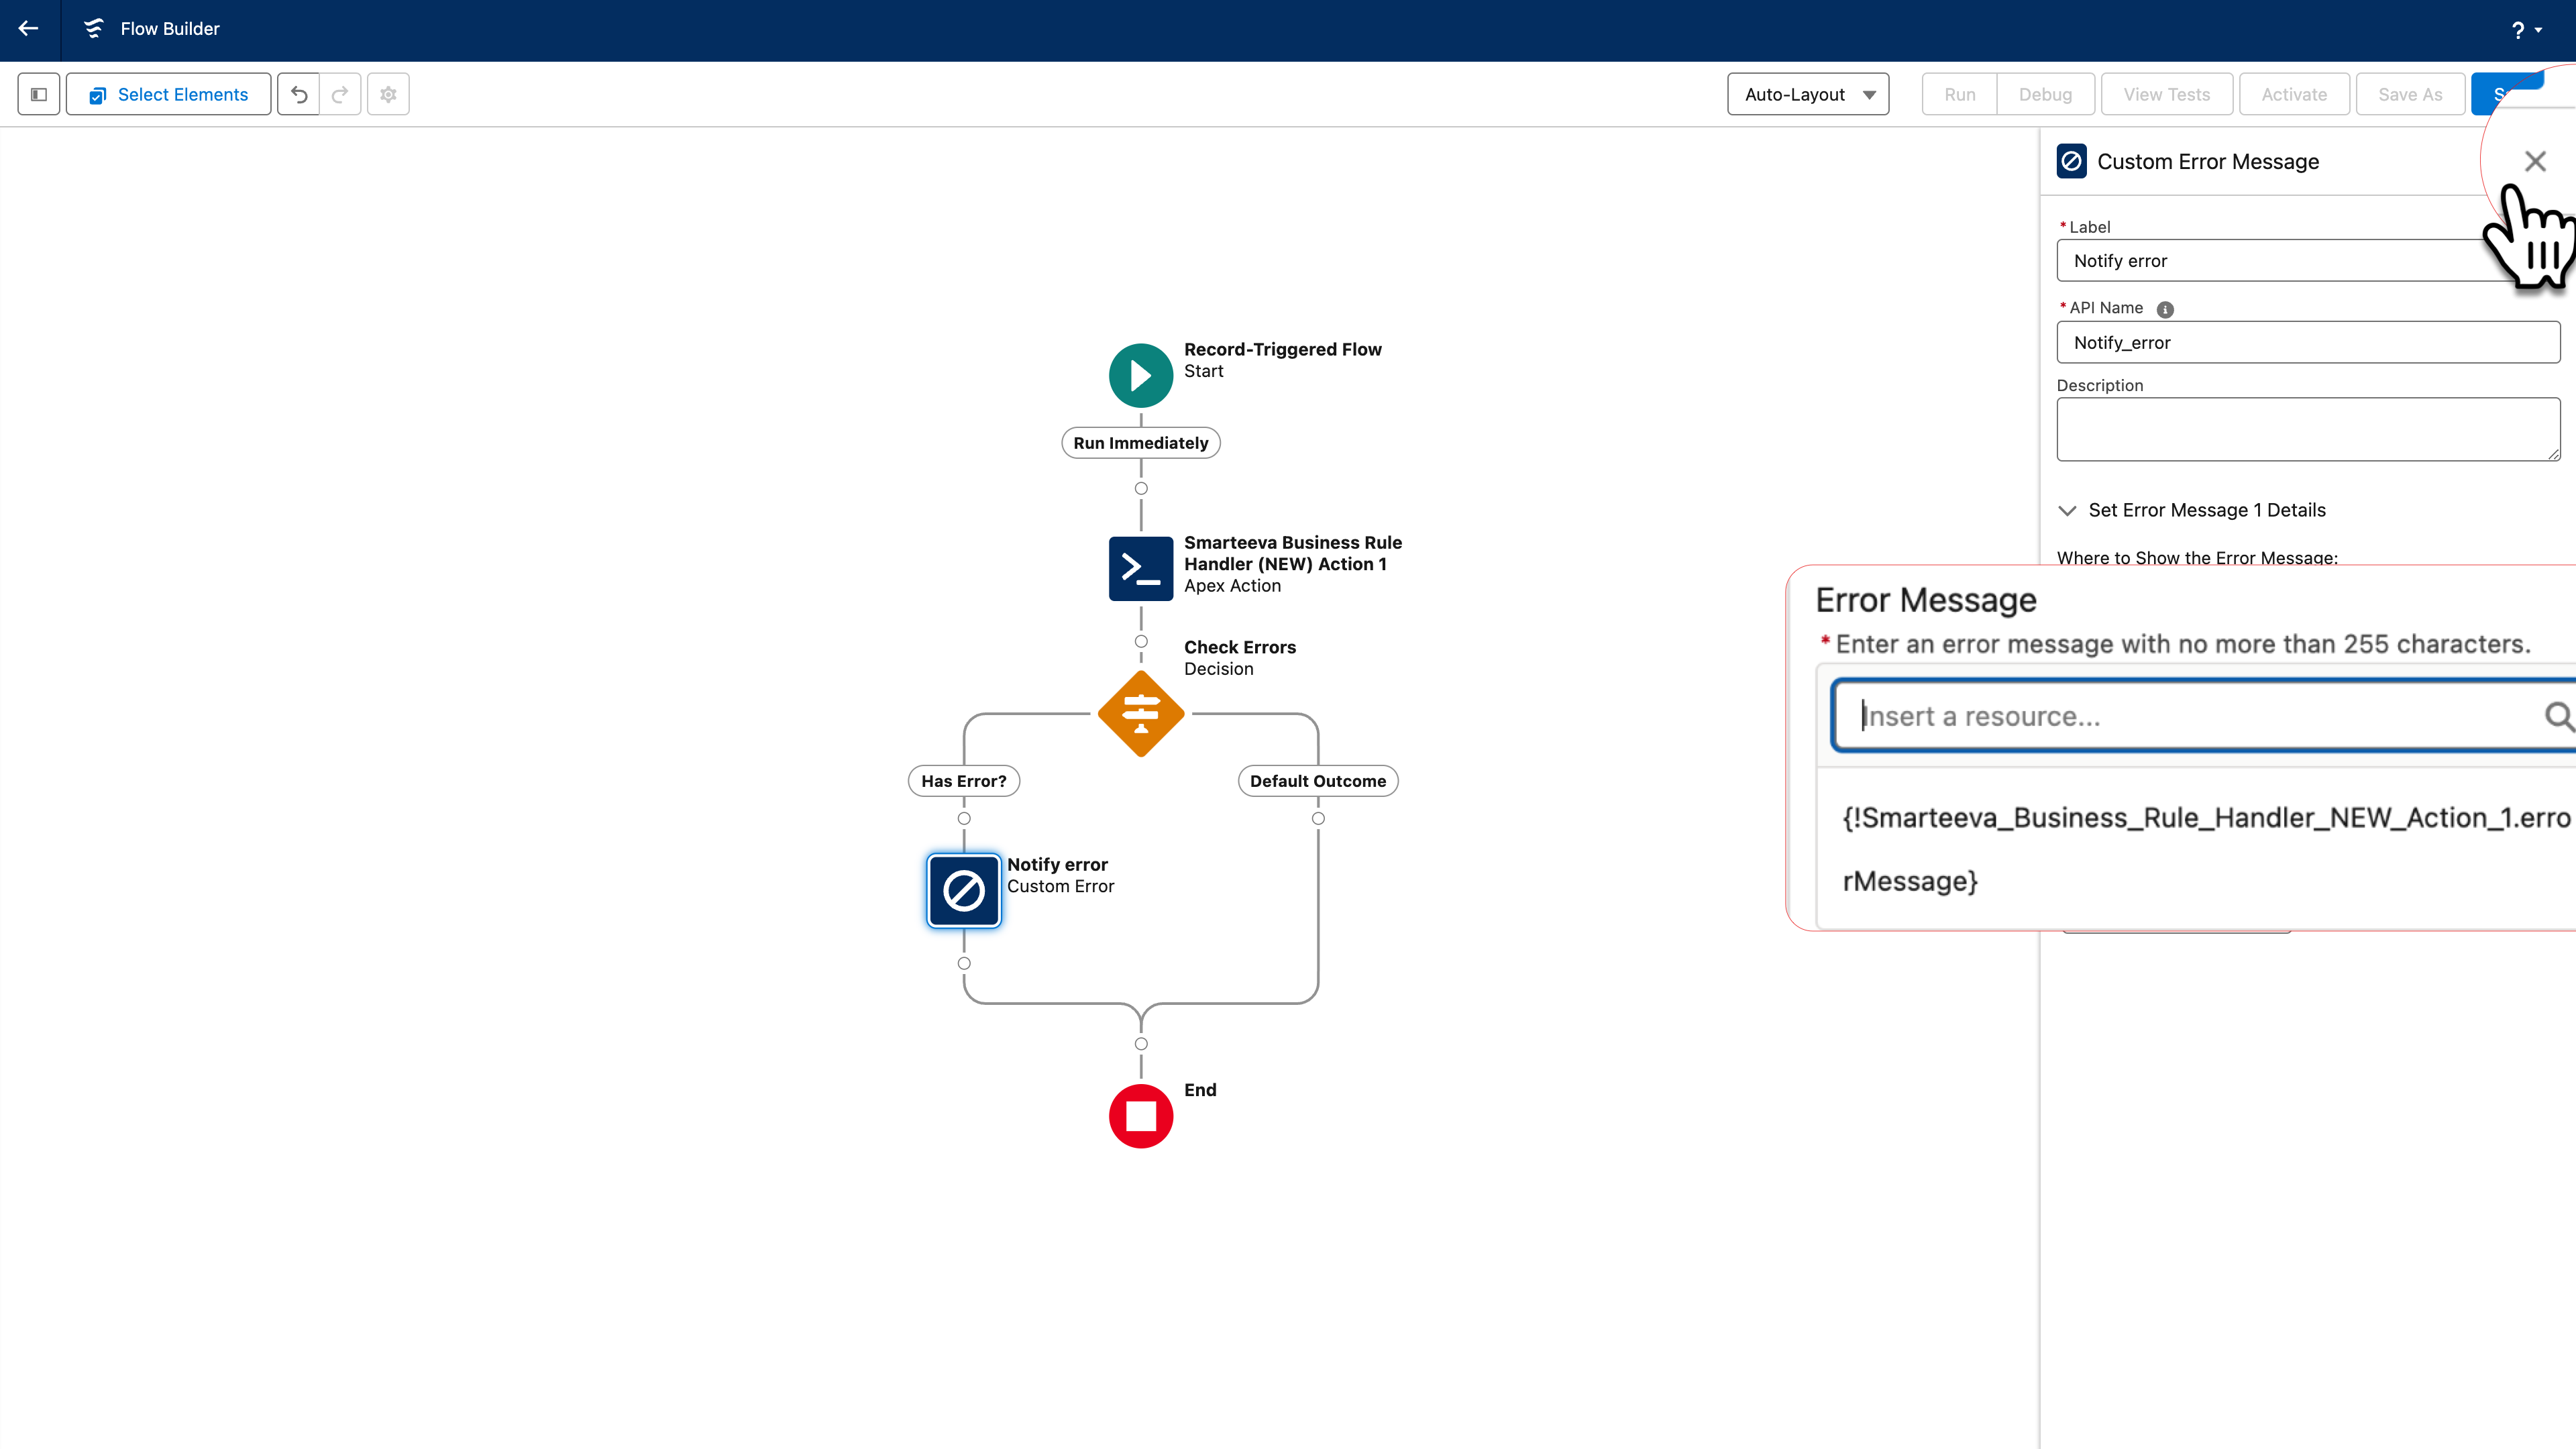 Flow Builder
?
Select Elements
Auto-Layout
Run
Debug
View Tests
Activate
Save As
Custom Error Message
*Label
Notify error
*API Name
Notify_error
Description
Set Error Message 1 Details
Where to Show the Error Message:
Error Message
*Enter an error message with no more than 255 characters.
Insert a resource...
{!Smarteeva_Business_Rule_Handler_NEW_Action_1.erro
rMessage}
Record-Triggered Flow
Start
Run Immediately
Smarteeva Business Rule
Handler (NEW) Action 1
Apex Action
Check Errors
Decision
Has Error?
Default Outcome
Notify error
Custom Error
End